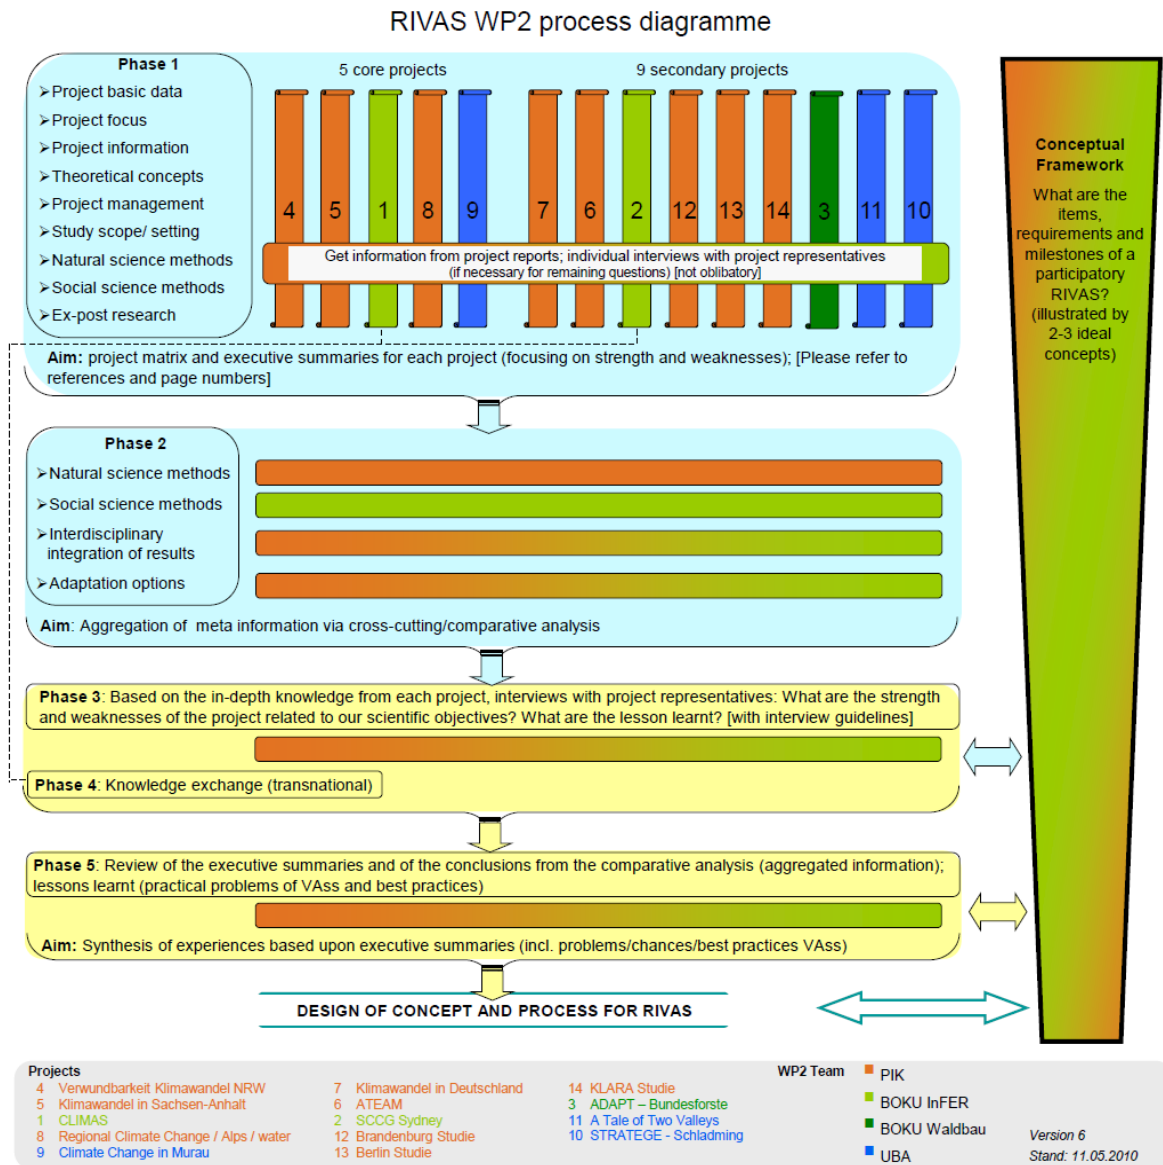 RIVAS WP2 process diagramme
Phase 1
➢Project basic data
➢Project focus
➢Project information
➢Theoretical concepts
➢Project management
➢Study scope/ setting
➢Natural science methods
➢Social science methods
➢Ex-post research
5 core projects
9 secondary projects
4 5 1 8 9 7 6 2 12 13 14 3 11 10
Get information from project reports; individual interviews with project representatives
(if necessary for remaining questions) [not oblibatory]
Aim: project matrix and executive summaries for each project (focusing on strength and weaknesses); [Please refer to
references and page numbers]
Conceptual
Framework
What are the
items,
requirements and
milestones of a
participatory
RIVAS?
(illustrated by
2-3 ideal
concepts)
Phase 2
➢Natural science methods
➢Social science methods
➢Interdisciplinary
integration of results
➢Adaptation options
Aim: Aggregation of meta information via cross-cutting/comparative analysis
Phase 3: Based on the in-depth knowledge from each project, interviews with project representatives: What are the strength
and weaknesses of the project related to our scientific objectives? What are the lesson learnt? [with interview guidelines]
Phase 4: Knowledge exchange (transnational)
Phase 5: Review of the executive summaries and of the conclusions from the comparative analysis (aggregated information);
lessons learnt (practical problems of VAss and best practices)
Aim: Synthesis of experiences based upon executive summaries (incl. problems/chances/best practices VAss)
DESIGN OF CONCEPT AND PROCESS FOR RIVAS
Projects
4 Verwundbarkeit Klimawandel NRW
5 Klimawandel in Sachsen-Anhalt
1 CLIMAS
8 Regional Climate Change / Alps / water
9 Climate Change in Murau
7 Klimawandel in Deutschland
6 ATEAM
2 SCCG Sydney
12 Brandenburg Studie
13 Berlin Studie
14 KLARA Studie
3 ADAPT – Bundesforste
11 A Tale of Two Valleys
10 STRATEGE - Schladming
WP2 Team
PIK
BOKU InFER
BOKU Waldbau
UBA
Version 6
Stand: 11.05.2010